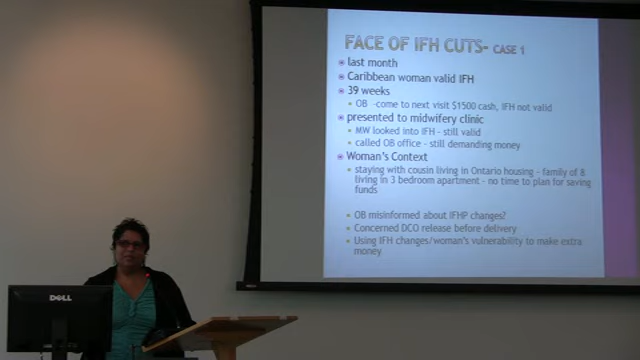 FACE OF IFH CUTS- CASE 1
last month
Caribbean woman valid IFH
39 weeks
OB -come to next visit $1500 cash, IFH not valid
presented to midwifery clinic
MW looked into IFH - still valid
called OB office - still demanding money
Woman's Context
staying with cousin living in Ontario housing - family of 8
living in 3 bedroom apartment - no time to plan for saving
funds
OB misinformed about IFHP changes?
Concerned DCO release before delivery
Using IFH changes/woman's vulnerability to make extra
money
DELL